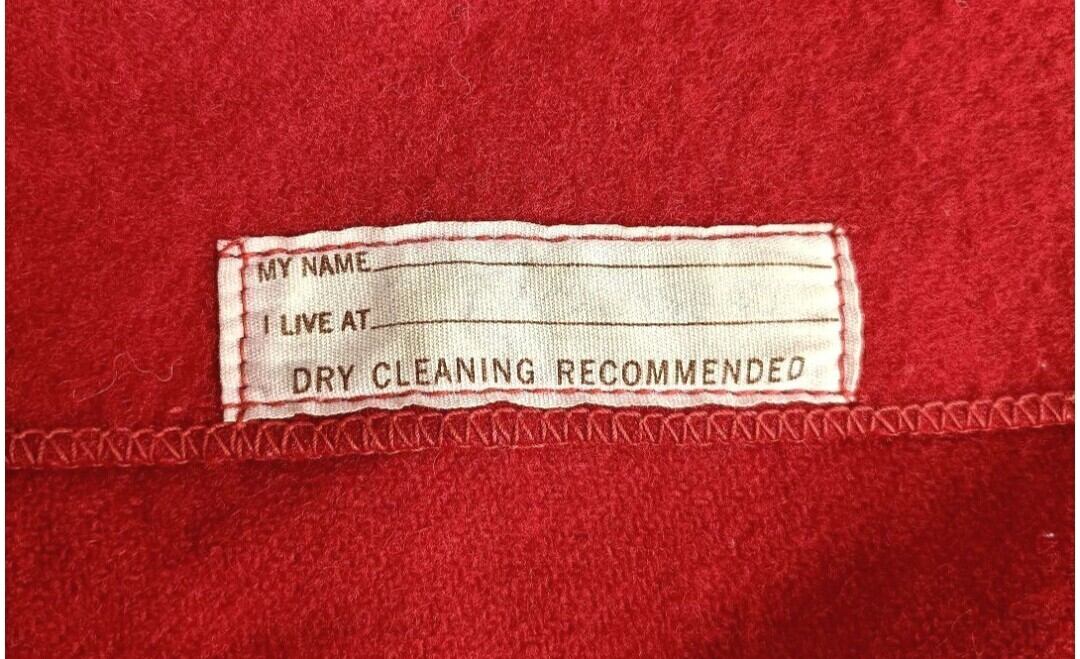 MY NAME
I LIVE AT
DRY CLEANING RECOMMENDED